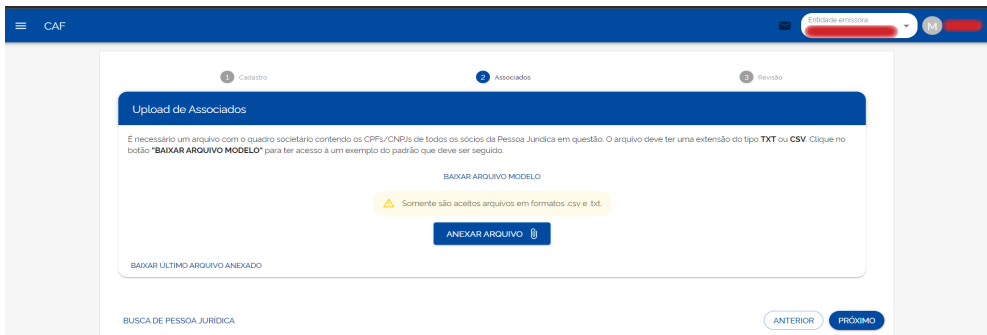 CAF
Entidade emissora
M
1 Cadastro
2 Associados
3 Revisão
Upload de Associados
É necessário um arquivo com o quadro societário contendo os CPFs/CNPJs de todos os sócios da Pessoa Jurídica em questão. O arquivo deve ter uma extensão do tipo TXT ou CSV. Clique no
botão "BAIXAR ARQUIVO MODELO" para ter acesso à um exemplo do padrão que deve ser seguido.
BAIXAR ARQUIVO MODELO
Somente são aceitos arquivos em formatos .csv e .txt.
ANEXAR ARQUIVO
BAIXAR ÚLTIMO ARQUIVO ANEXADO
BUSCA DE PESSOA JURÍDICA
ANTERIOR
PRÓXIMO